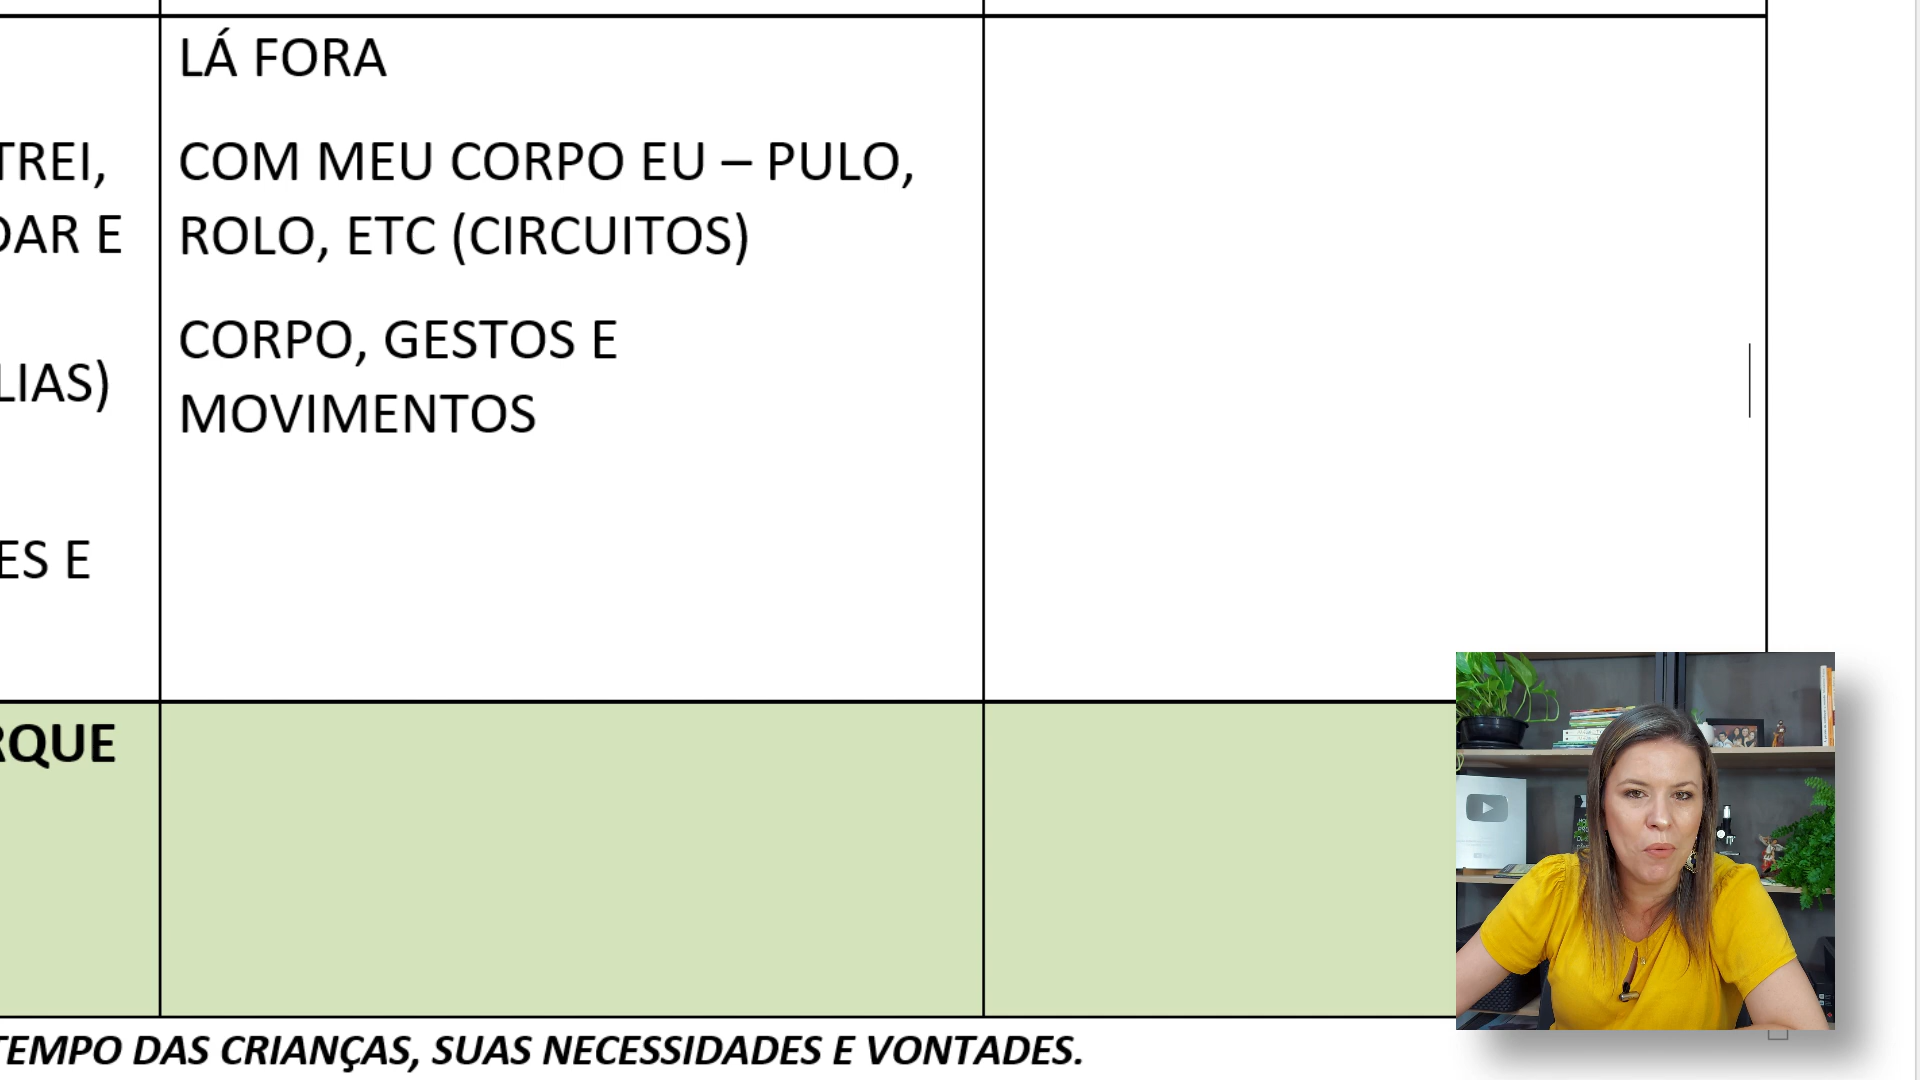 LÁ FORA
TREI,
COM MEU CORPO EU – PULO,
DAR E
ROLO, ETC (CIRCUITOS)
LIAS)
CORPO, GESTOS E
MOVIMENTOS
ES E
RQUE
TEMPO DAS CRIANÇAS, SUAS NECESSIDADES E VONTADES.